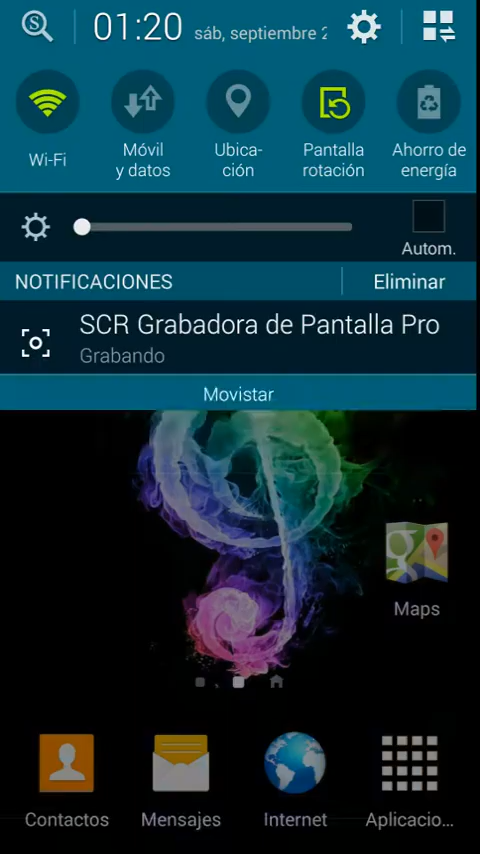 01:20 sáb, septiembre 2
Wi-Fi
Móvil
y datos
Ubica-
ción
Pantalla
rotación
Ahorro de
energía
Autom.
NOTIFICACIONES
Eliminar
SCR Grabadora de Pantalla Pro
Grabando
Movistar
Maps
Contactos
Mensajes
Internet
Aplicacio...